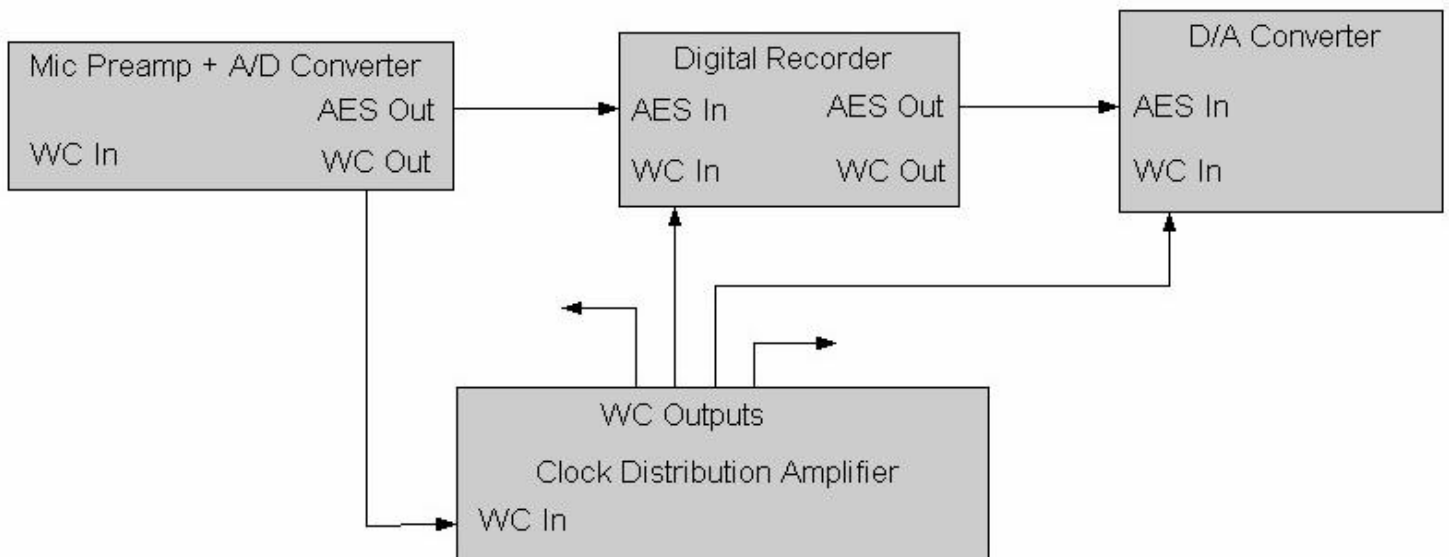 Mic Preamp + A/D Converter
AES Out
WC In
WC Out
Digital Recorder
AES In
AES Out
WC In
WC Out
D/A Converter
AES In
WC In
WC Outputs
Clock Distribution Amplifier
WC In